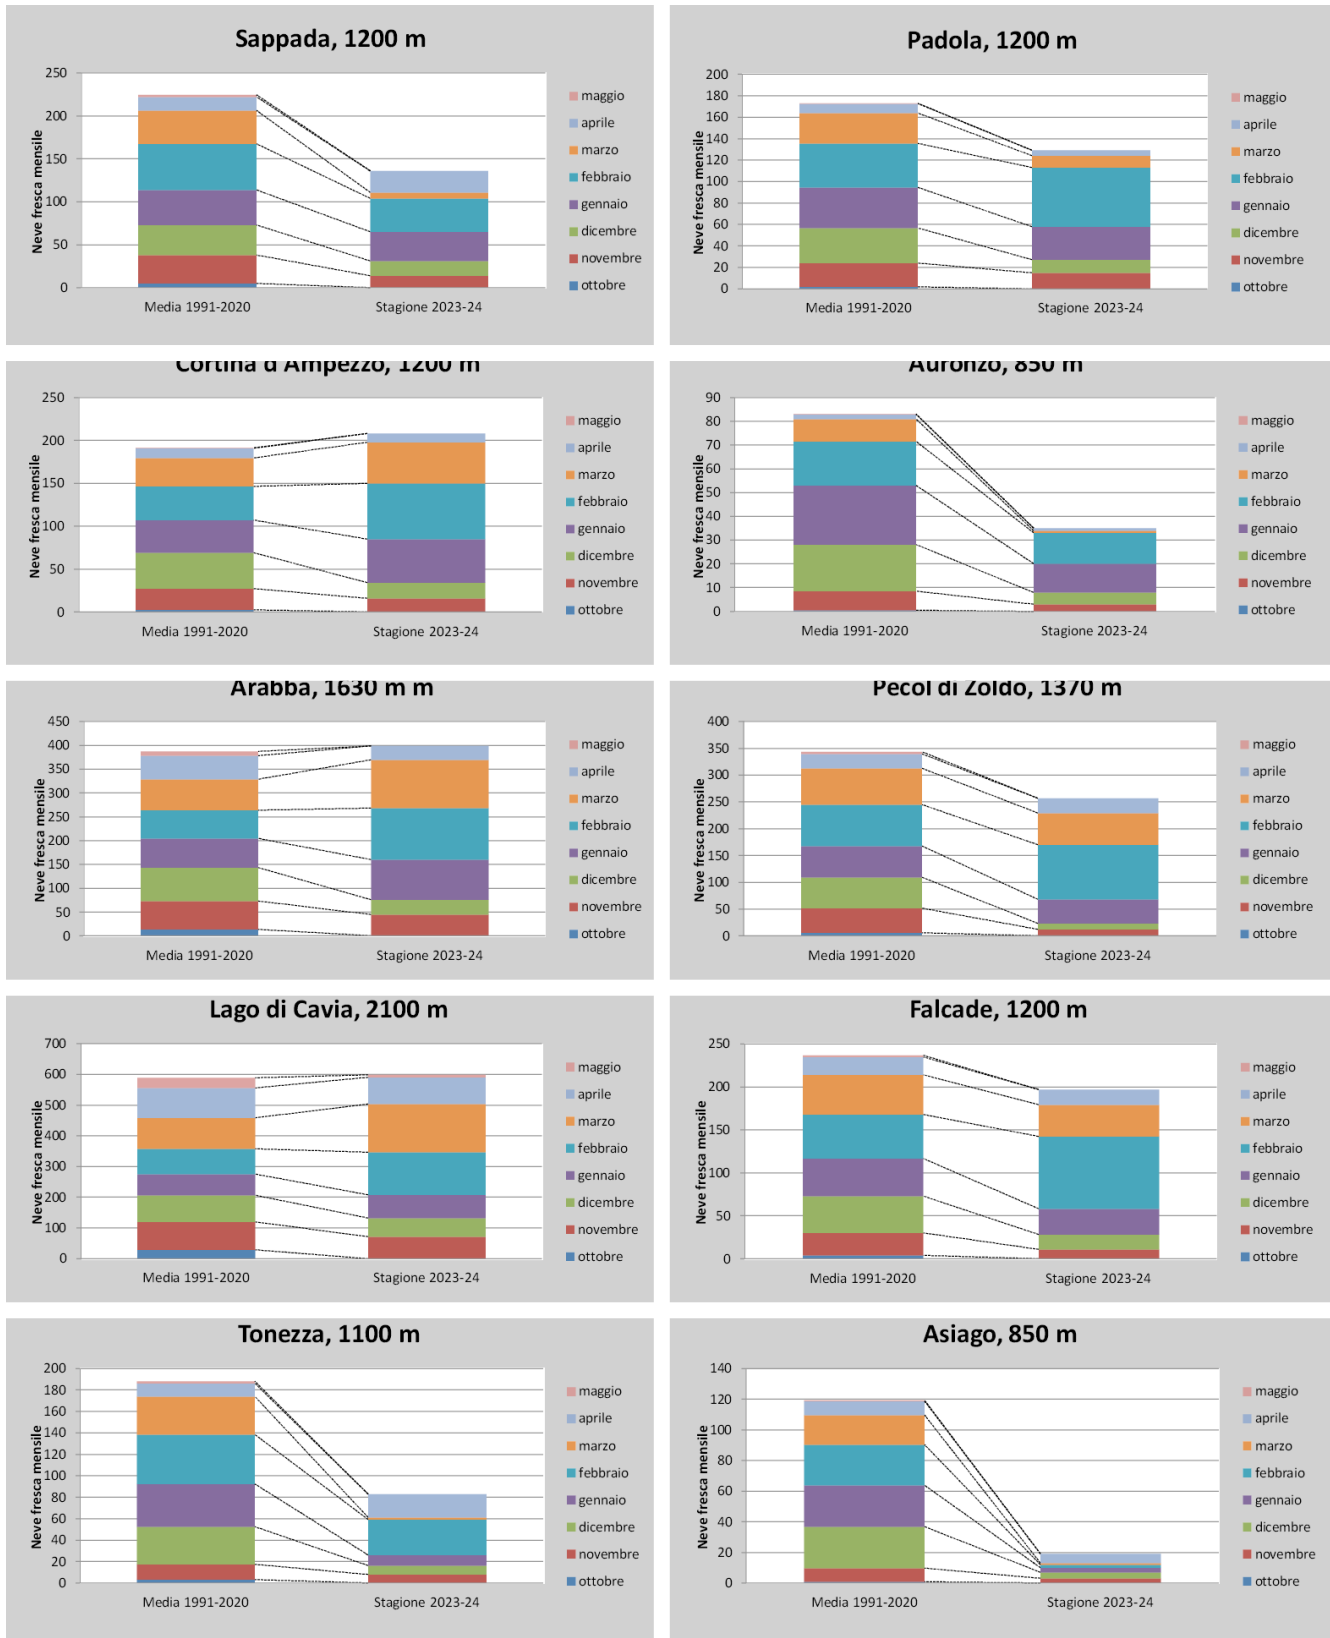 Sappada, 1200 m
Neve fresca mensile
250
200
150
100
50
0
Media 1991-2020
Stagione 2023-24
maggio
aprile
marzo
febbraio
gennaio
dicembre
novembre
ottobre
Padola, 1200 m
Neve fresca mensile
200
180
160
140
120
100
80
60
40
20
0
Media 1991-2020
Stagione 2023-24
maggio
aprile
marzo
febbraio
gennaio
dicembre
novembre
ottobre
Cortina d'Ampezzo, 1200 m
Neve fresca mensile
250
200
150
100
50
0
Media 1991-2020
Stagione 2023-24
maggio
aprile
marzo
febbraio
gennaio
dicembre
novembre
ottobre
Auronzo, 850 m
Neve fresca mensile
90
80
70
60
50
40
30
20
10
0
Media 1991-2020
Stagione 2023-24
maggio
aprile
marzo
febbraio
gennaio
dicembre
novembre
ottobre
Arabba, 1630 m m
Neve fresca mensile
450
400
350
300
250
200
150
100
50
0
Media 1991-2020
Stagione 2023-24
maggio
aprile
marzo
febbraio
gennaio
dicembre
novembre
ottobre
Pecol di Zoldo, 1370 m
Neve fresca mensile
400
350
300
250
200
150
100
50
0
Media 1991-2020
Stagione 2023-24
maggio
aprile
marzo
febbraio
gennaio
dicembre
novembre
ottobre
Lago di Cavia, 2100 m
Neve fresca mensile
700
600
500
400
300
200
100
0
Media 1991-2020
Stagione 2023-24
maggio
aprile
marzo
febbraio
gennaio
dicembre
novembre
ottobre
Falcade, 1200 m
Neve fresca mensile
250
200
150
100
50
0
Media 1991-2020
Stagione 2023-24
maggio
aprile
marzo
febbraio
gennaio
dicembre
novembre
ottobre
Tonezza, 1100 m
Neve fresca mensile
200
180
160
140
120
100
80
60
40
20
0
Media 1991-2020
Stagione 2023-24
maggio
aprile
marzo
febbraio
gennaio
dicembre
novembre
ottobre
Asiago, 850 m
Neve fresca mensile
140
120
100
80
60
40
20
0
Media 1991-2020
Stagione 2023-24
maggio
aprile
marzo
febbraio
gennaio
dicembre
novembre
ottobre